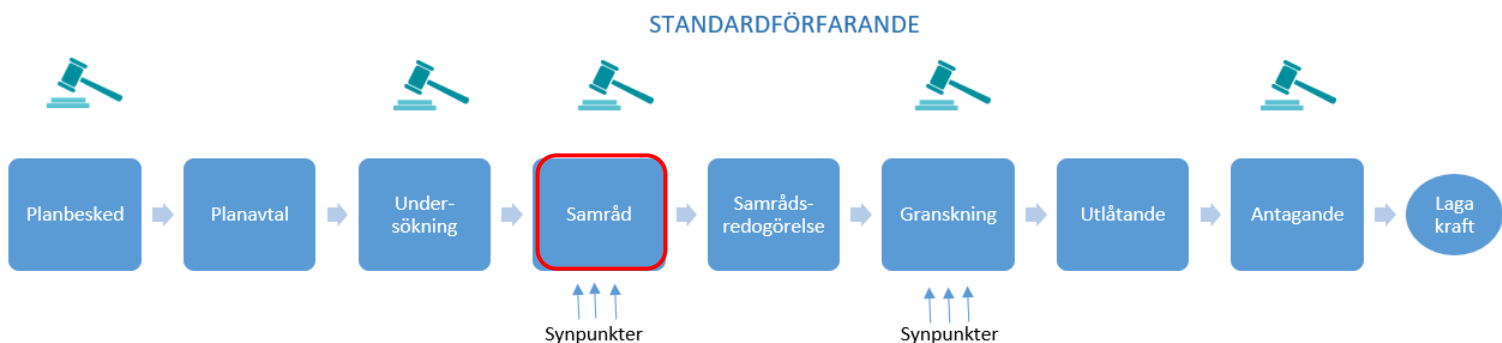 STANDARDFÖRFARANDE
Planbesked
Planavtal
Under-
sökning
Samråd
Samråds-
redogörelse
Granskning
Utlåtande
Antagande
Laga
kraft
Synpunkter
Synpunkter